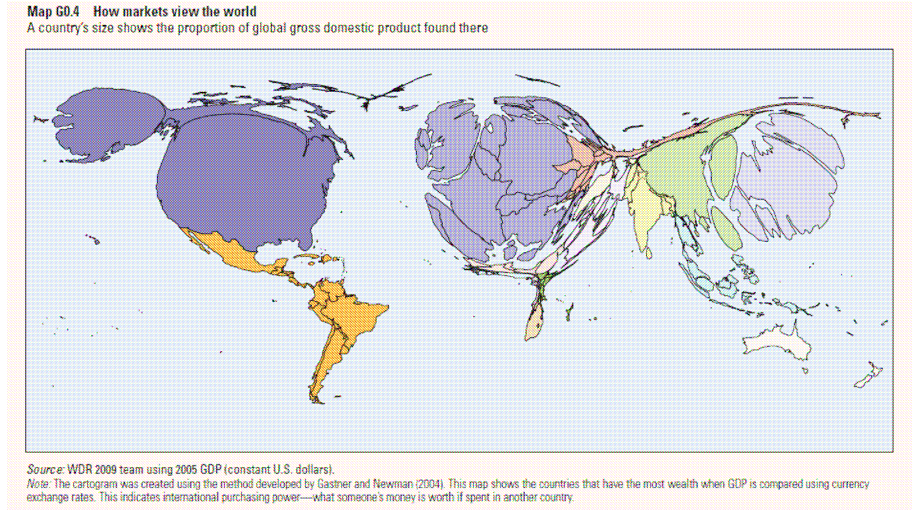 Map G0.4 How markets view the world
A country's size shows the proportion of global gross domestic product found there
Source: WDR 2009 team using 2005 GDP (constant U.S. dollars).
Note: The cartogram was created using the method developed by Gastner and Newman (2004). This map shows the countries that have the most wealth when GDP is compared using currency
exchange rates. This indicates international purchasing power—what someone's money is worth if spent in another country.